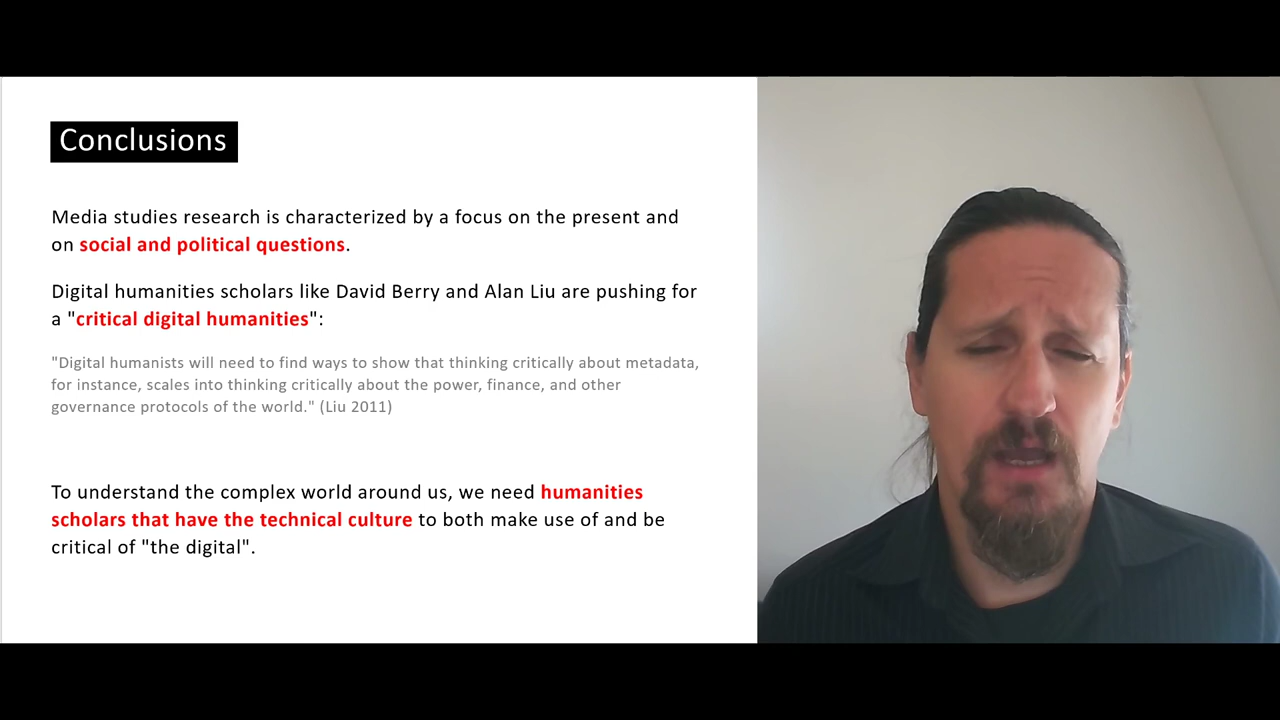 Conclusions
Media studies research is characterized by a focus on the present and
on social and political questions.
Digital humanities scholars like David Berry and Alan Liu are pushing for
a "critical digital humanities":
"Digital humanists will need to find ways to show that thinking critically about metadata,
for instance, scales into thinking critically about the power, finance, and other
governance protocols of the world." (Liu 2011)
To understand the complex world around us, we need humanities
scholars that have the technical culture to both make use of and be
critical of "the digital".